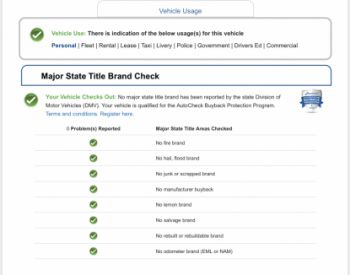 Vehicle Usage
Vehicle Use: There is indication of the below usage(s) for this vehicle
Personal | Fleet | Rental | Lease | Taxi | Livery | Police | Government | Drivers Ed | Commercial
Major State Title Brand Check
Your Vehicle Checks Out: No major state title brand has been reported by the state Division of
Motor Vehicles (DMV). Your vehicle is qualified for the AutoCheck Buyback Protection Program.
Terms and conditions. Register here.
0 Problem(s) Reported Major State Title Areas Checked
No fire brand
No hail, flood brand
No junk or scrapped brand
No manufacturer buyback
No lemon brand
No salvage brand
No rebuilt or rebuildable brand
No odometer brand (EML or NAM)